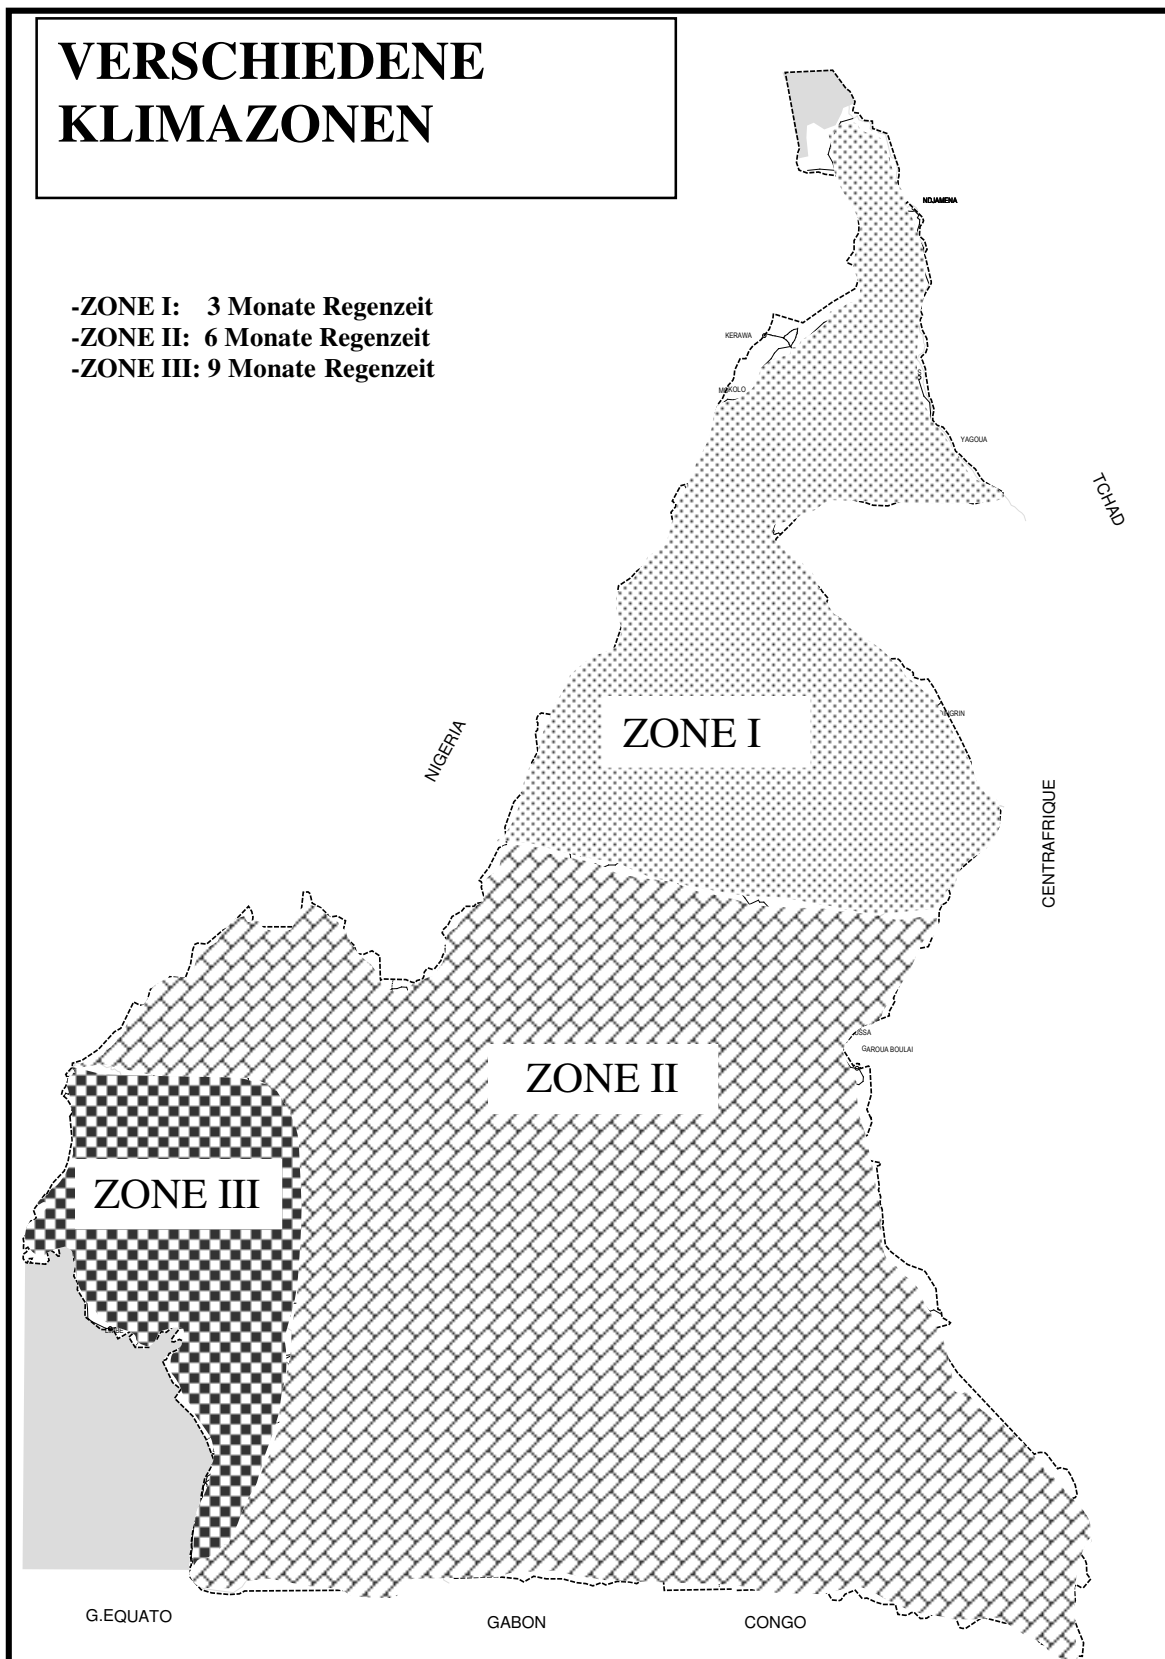 VERSCHIEDENE
KLIMAZONEN
-ZONE I: 3 Monate Regenzeit
-ZONE II: 6 Monate Regenzeit
-ZONE III: 9 Monate Regenzeit
NDJAMENA
KERAWA
MOKOLO
YAGOUA
TCHAD
NIGERIA
ZONE I
CENTRAFRIQUE
GAROUA BOULAI
ZONE II
ZONE III
G.EQUATO
GABON
CONGO